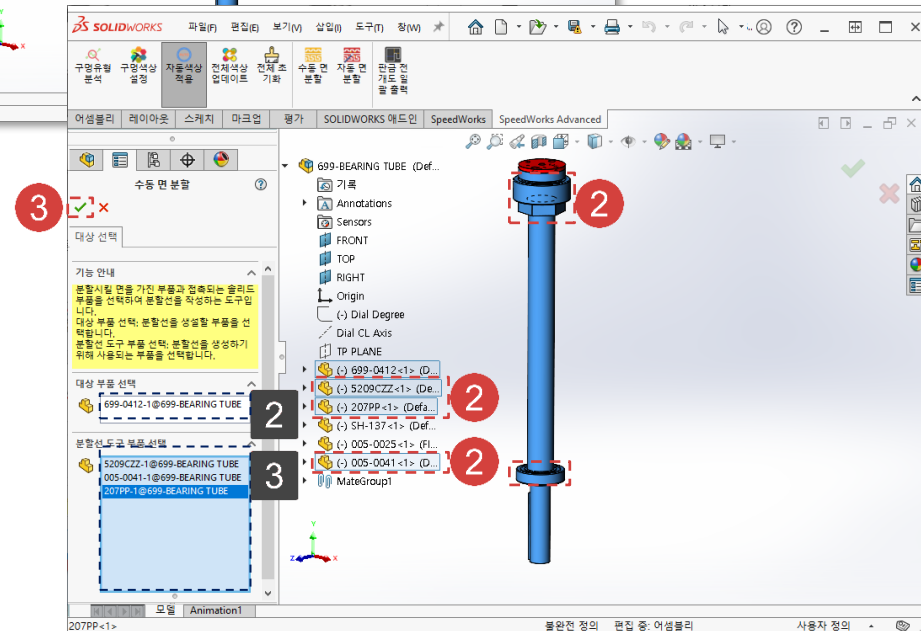 SOLIDWORKS 파일(F) 편집(E) 보기(V) 삽입(I) 도구(T) 창(W)
구멍유형 분석
구멍색상 설정
자동색상 적용
전체색상 업데이트
전체 초기화
수동 면 분할
자동 면 분할
판금 전개도 일괄 출력
어셈블리 레이아웃 스케치 마크업 평가 SOLIDWORKS 애드인 SpeedWorks SpeedWorks Advanced
수동 면 분할
3
대상 선택
기능 안내
분할시킬 면을 가진 부품과 접촉되는 솔리드
부품을 선택하여 분할선을 작성하는 도구입
니다.
대상 부품 선택: 분할선을 생설할 부품을 선
택합니다.
분할선 도구 부품 선택: 분할선을 생성하기
위해 사용되는 부품을 선택합니다.
대상 부품 선택
699-0412-1@699-BEARING TUBE
2
분할선 도구 부품 선택
5209CZZ-1@699-BEARING TUBE
005-0041-1@699-BEARING TUBE
207PP-1@699-BEARING TUBE
3
699-BEARING TUBE (Def...
기록
Annotations
Sensors
FRONT
TOP
RIGHT
Origin
(-) Dial Degree
Dial CL Axis
TP PLANE
(-) 699-0412<1> (D...
(-) 5209CZZ<1> (De...
(-) 207PP<1> (Defa...
2
(-) SH-137<1> (Def...
(-) 005-0025<1> (Fl...
(-) 005-0041<1> (D...
2
MateGroup1
2
Y
Z
X
모델 Animation1
207PP<1>
불완전 정의 편집 중: 어셈블리 사용자 정의